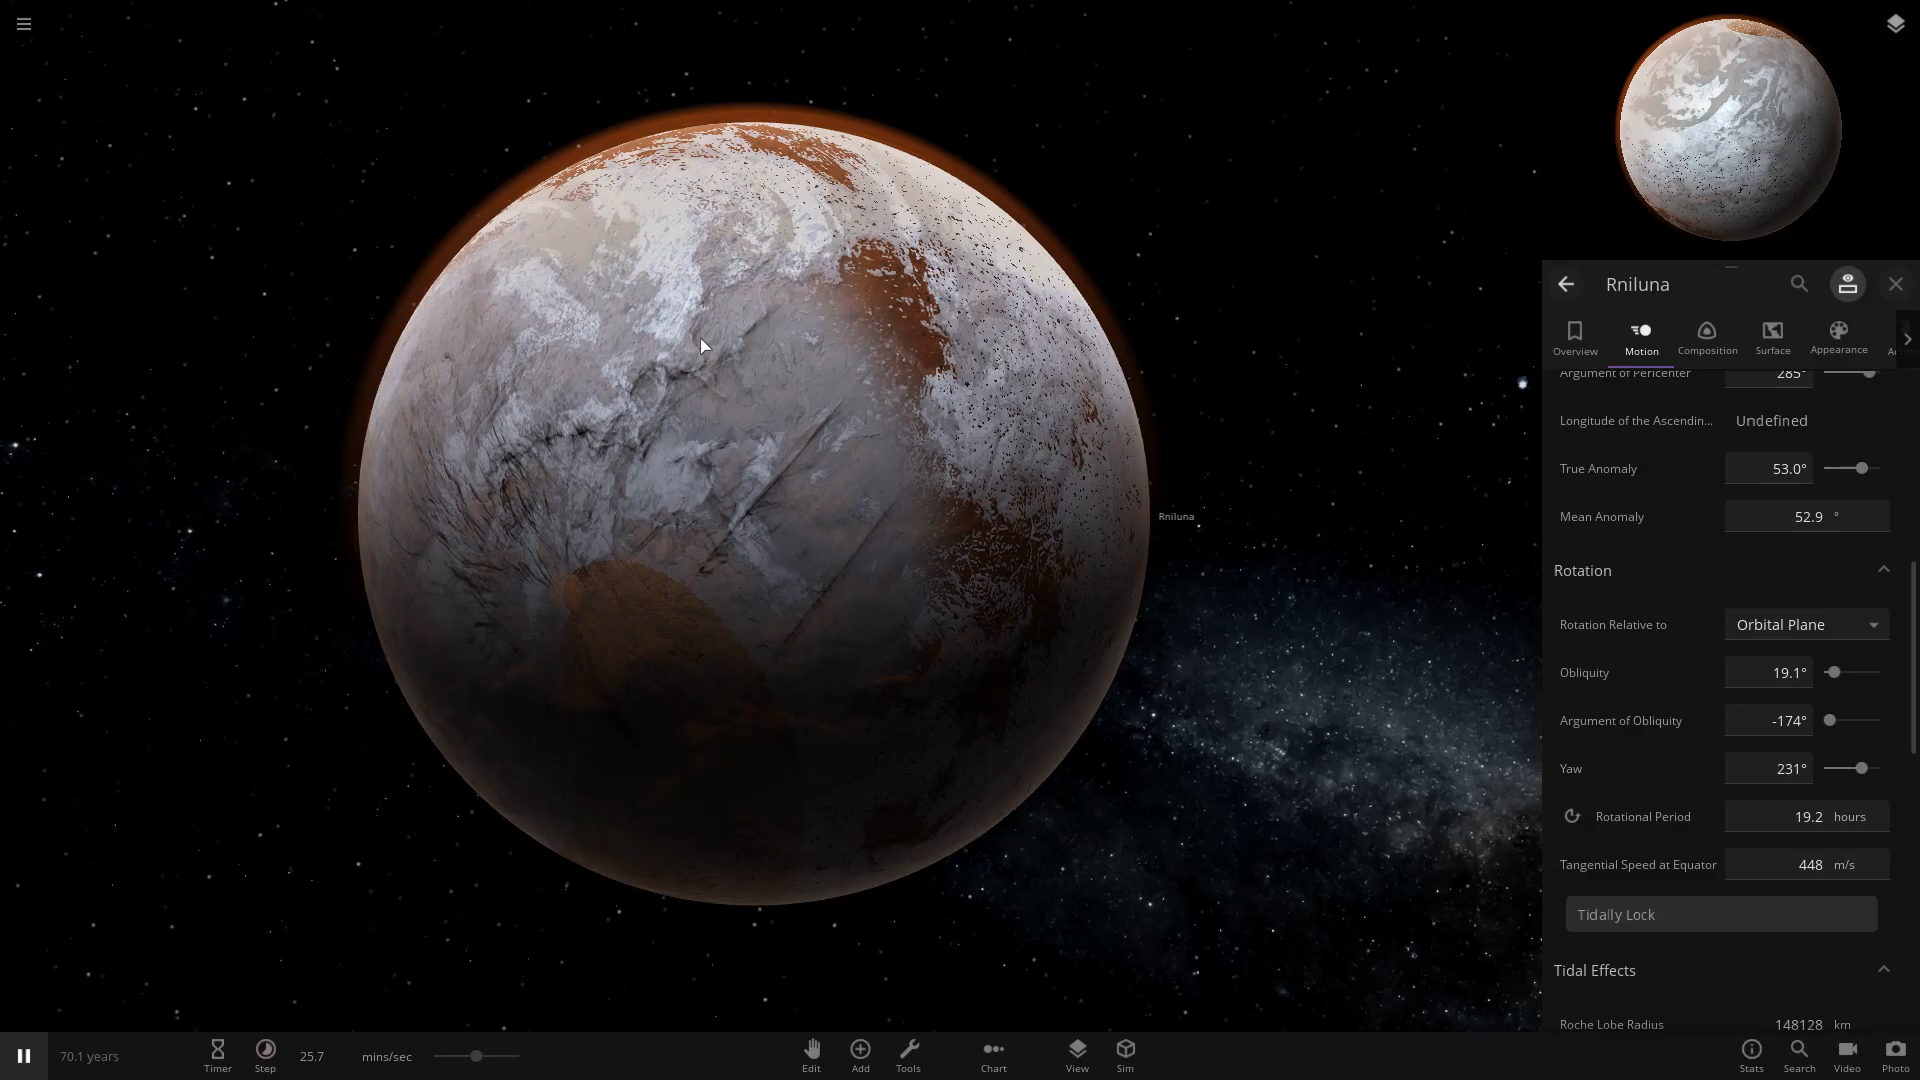 Rniluna
Overview
Motion
Composition
Surface
Appearance
Argument of Pericenter 285°
Longitude of the Ascendin... Undefined
True Anomaly 53.0°
Mean Anomaly 52.9 °
Rniluna
Rotation
Rotation Relative to Orbital Plane
Obliquity 19.1°
Argument of Obliquity -174°
Yaw 231°
Rotational Period 19.2 hours
Tangential Speed at Equator 448 m/s
Tidally Lock
Tidal Effects
Roche Lobe Radius 148128 km
70.1 years
Timer
Step
25.7 mins/sec
Edit
Add
Tools
Chart
View
Sim
Stats
Search
Video
Photo